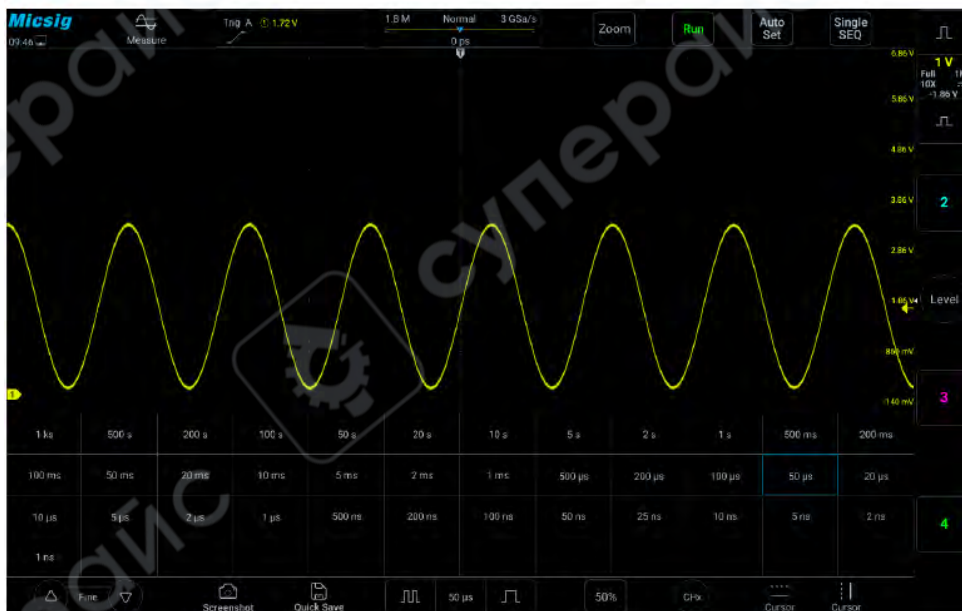 Micsig
Trig A ① 1.72 V
1.8 M Normal 3 GSa/s
Zoom
Run
Auto
Set
Single
SEQ
09:46
Measure
0 ps
T
6.86 V
1 V
Full
10X
-1.86 V
5.86 V
4.86 V
3.86 V
2
2.86 V
1.86 V
Level
860 mV
1
-140 mV
3
1 ks 500 s 200 s 100 s 50 s 20 s 10 s 5 s 2 s 1 s 500 ms 200 ms
100 ms 50 ms 20 ms 10 ms 5 ms 2 ms 1 ms 500 µs 200 µs 100 µs 50 µs 20 µs
10 µs 5 µs 2 µs 1 µs 500 ns 200 ns 100 ns 50 ns 25 ns 10 ns 5 ns 2 ns
4
1 ns
Fine
Screenshot
Quick Save
50 µs
50%
CHx
Cursor
Cursor
суперайс